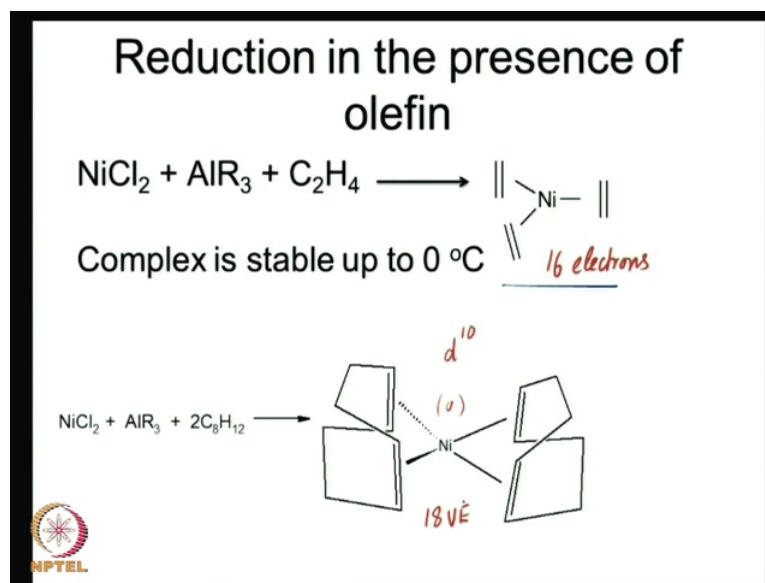 Reduction in the presence of
olefin
NiCl₂ + AlR₃ + C₂H₄
Ni
Complex is stable up to 0 °C
16 electrons
d¹⁰
(0)
NiCl₂ + AlR₃ + 2C₈H₁₂
Ni
18 VE
NPTEL